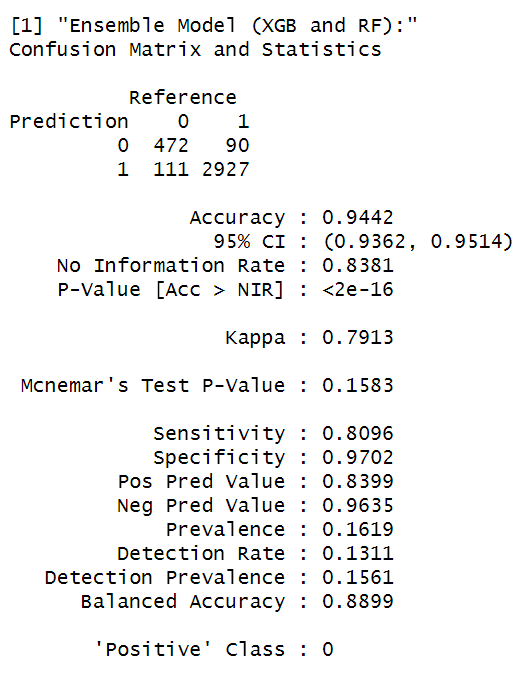 [1] "Ensemble Model (XGB and RF):"
Confusion Matrix and Statistics
Reference
Prediction 0 1
0 472 90
1 111 2927
Accuracy : 0.9442
95% CI : (0.9362, 0.9514)
No Information Rate : 0.8381
P-Value [Acc > NIR] : <2e-16
Kappa : 0.7913
Mcnemar's Test P-Value : 0.1583
Sensitivity : 0.8096
Specificity : 0.9702
Pos Pred Value : 0.8399
Neg Pred Value : 0.9635
Prevalence : 0.1619
Detection Rate : 0.1311
Detection Prevalence : 0.1561
Balanced Accuracy : 0.8899
'Positive' Class : 0